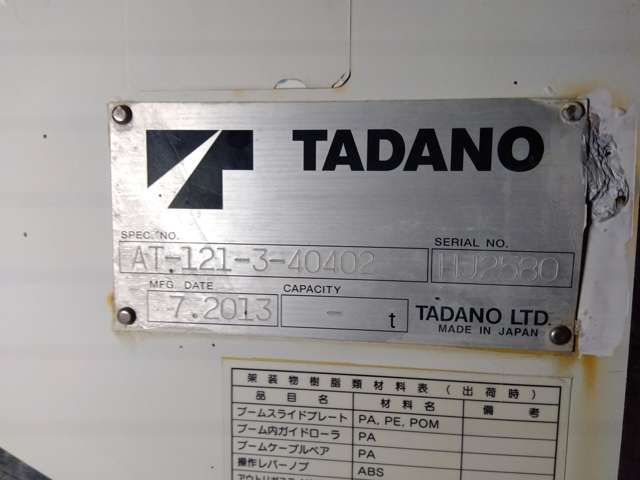 TADANO
SPEC. NO.
AT-121-3-40402
SERIAL NO.
HJ2580
MFG. DATE
7.2013
CAPACITY
- t
TADANO LTD.
MADE IN JAPAN
架装物樹脂類材料表(出荷時)
品目名 材料名 備考
ブームスライドプレート PA, PE, POM
ブーム内ガイドローラ PA
ブームケーブルベア PA
操作レバーノブ ABS